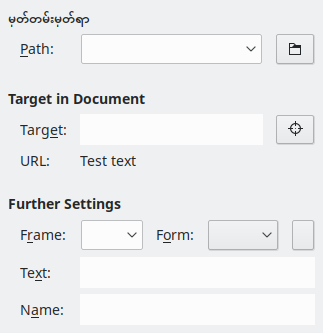 မှတ်တမ်းမှတ်ရာ
Path:
Target in Document
Target:
URL: Test text
Further Settings
Frame: Form:
Text:
Name: